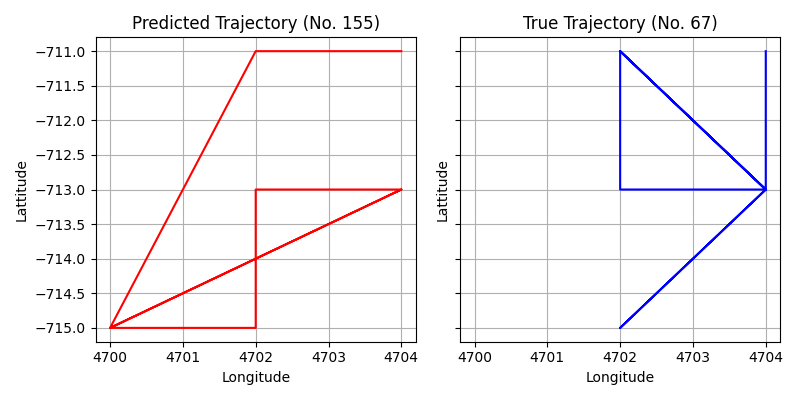 Predicted Trajectory (No. 155)
True Trajectory (No. 67)
−711.0
−711.5
−712.0
−712.5
−713.0
−713.5
−714.0
−714.5
−715.0
Lattitude
Lattitude
4700 4701 4702 4703 4704
4700 4701 4702 4703 4704
Longitude
Longitude